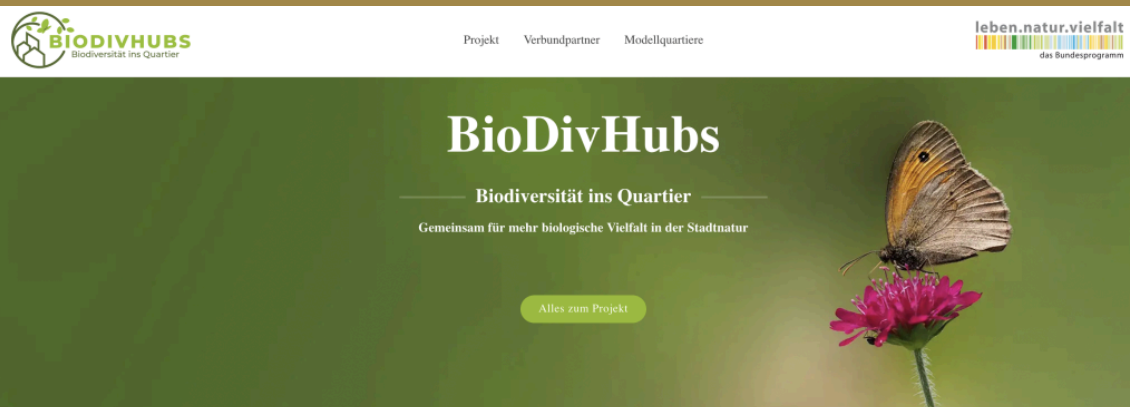 BIODIVHUBS
Biodiversität ins Quartier
Projekt Verbundpartner Modellquartiere
leben.natur.vielfalt
das Bundesprogramm
BioDivHubs
Biodiversität ins Quartier
Gemeinsam für mehr biologische Vielfalt in der Stadtnatur
Alles zum Projekt